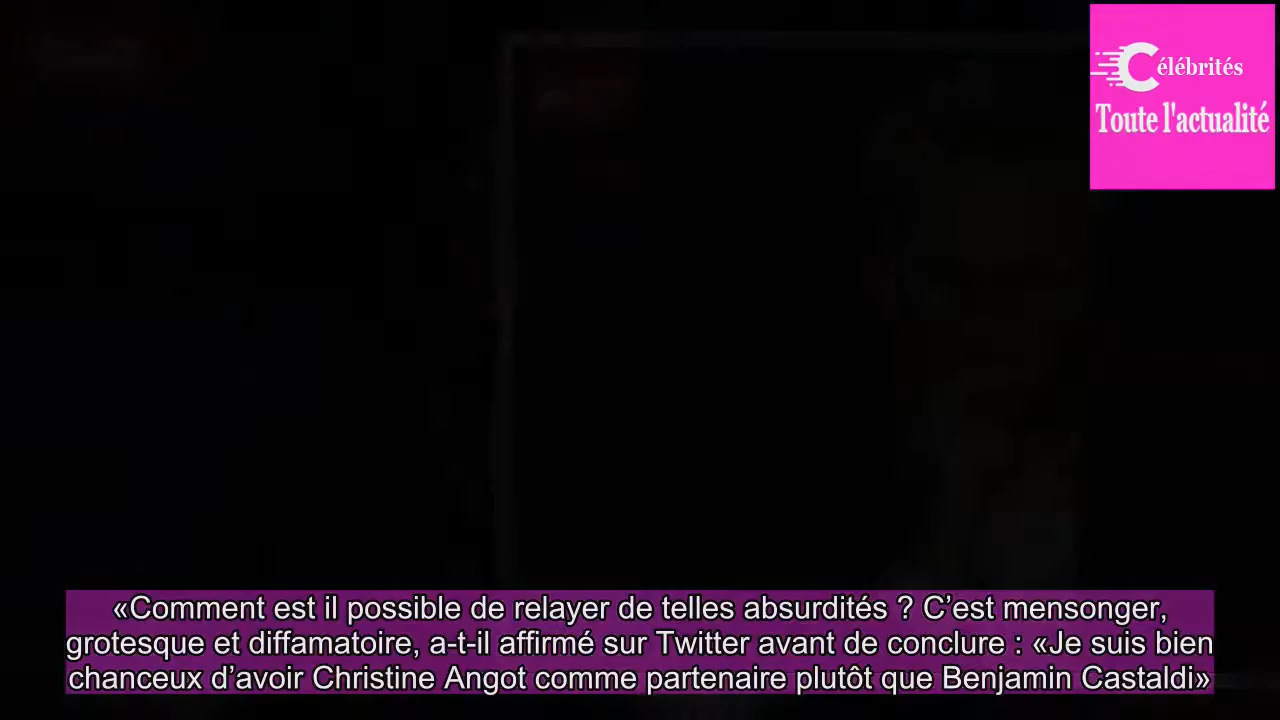 Célébrités
Toute l'actualité
«Comment est il possible de relayer de telles absurdités ? C’est mensonger,
grotesque et diffamatoire, a-t-il affirmé sur Twitter avant de conclure : «Je suis bien
chanceux d’avoir Christine Angot comme partenaire plutôt que Benjamin Castaldi»